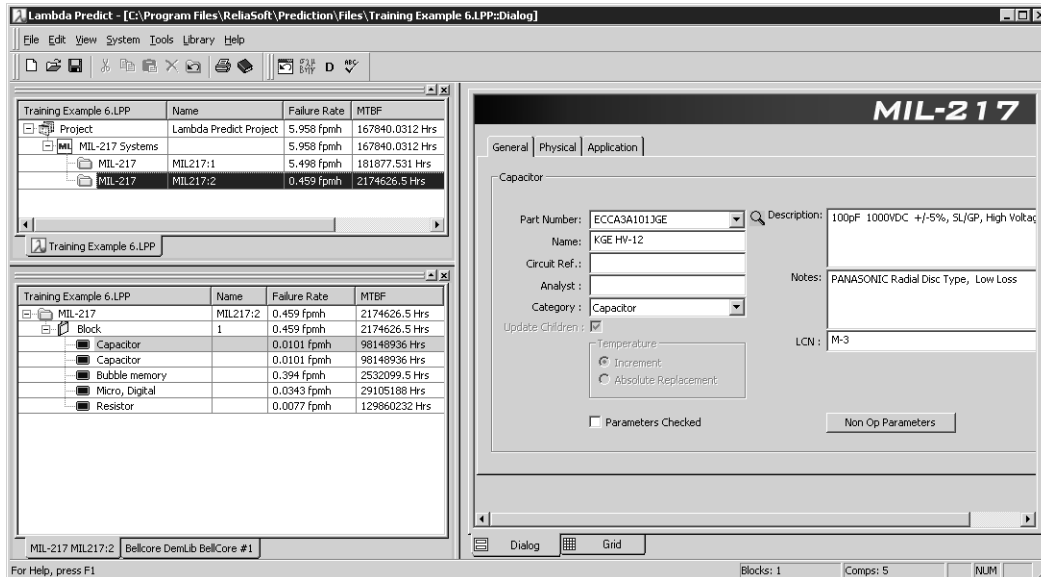 Lambda Predict - [C:\Program Files\ReliaSoft\Prediction\Files\Training Example 6.LPP::Dialog]
File Edit View System Tools Library Help
D
Training Example 6.LPP Name Failure Rate MTBF
Project Lambda Predict Project 5.958 fpmh 167840.0312 Hrs
ML MIL-217 Systems 5.958 fpmh 167840.0312 Hrs
MIL-217 MIL217:1 5.498 fpmh 181877.531 Hrs
MIL-217 MIL217:2 0.459 fpmh 2174626.5 Hrs
Training Example 6.LPP
Training Example 6.LPP Name Failure Rate MTBF
MIL-217 MIL217:2 0.459 fpmh 2174626.5 Hrs
Block 1 0.459 fpmh 2174626.5 Hrs
Capacitor 0.0101 fpmh 98148936 Hrs
Capacitor 0.0101 fpmh 98148936 Hrs
Bubble memory 0.394 fpmh 2532099.5 Hrs
Micro, Digital 0.0343 fpmh 29105188 Hrs
Resistor 0.0077 fpmh 129860232 Hrs
MIL-217 MIL217:2 Bellcore DemLib BellCore #1
MIL-217
General Physical Application
Capacitor
Part Number: ECCA3A101JGE Description: 100pF 1000VDC +/-5%, SL/GP, High Voltag
Name: KGE HV-12
Circuit Ref.:
Analyst : Notes: PANASONIC Radial Disc Type, Low Loss
Category : Capacitor
Update Children :
Temperature LCN : M-3
Increment
Absolute Replacement
Parameters Checked Non Op Parameters
Dialog Grid
For Help, press F1 Blocks: 1 Comps: 5 NUM